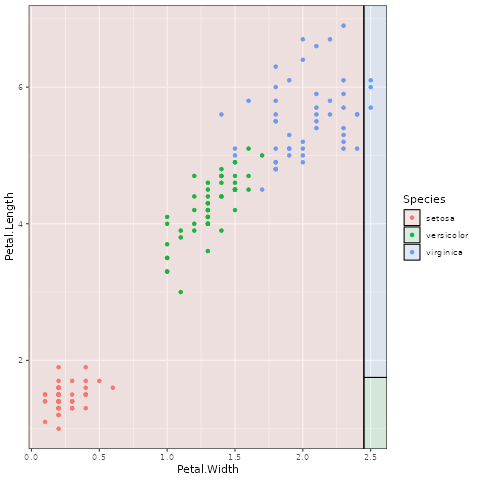 6
4
2
0.0 0.5 1.0 1.5 2.0 2.5
Petal.Width
Petal.Length
Species
setosa
versicolor
virginica